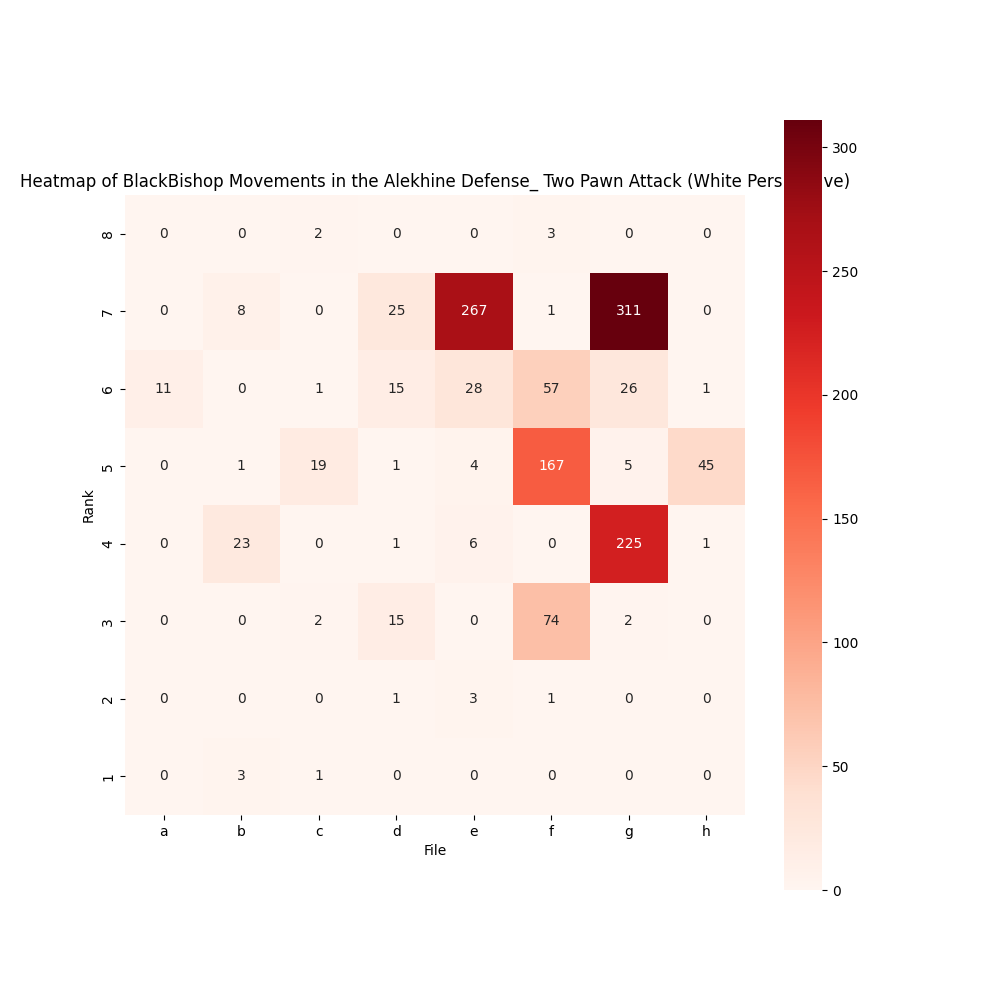 Heatmap of BlackBishop Movements in the Alekhine Defense_ Two Pawn Attack (White Pers ve)
8 0 0 2 0 0 3 0 0
7 0 8 0 25 267 1 311 0
6 11 0 1 15 28 57 26 1
5 0 1 19 1 4 167 5 45
Rank
4 0 23 0 1 6 0 225 1
3 0 0 2 15 0 74 2 0
2 0 0 0 1 3 1 0 0
1 0 3 1 0 0 0 0 0
a b c d e f g h
File
300
250
200
150
100
50
0